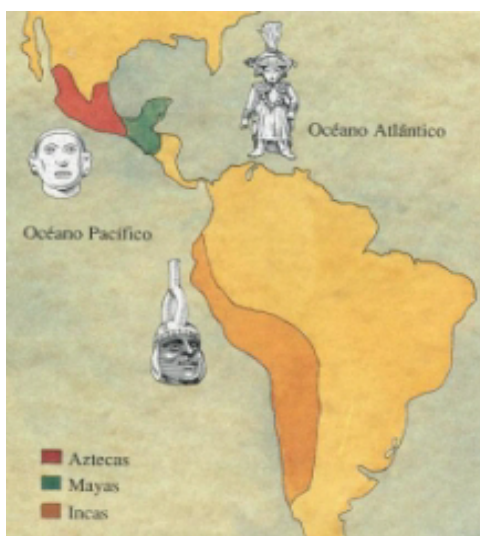 Océano Atlántico
Océano Pacífico
Aztecas
Mayas
Incas